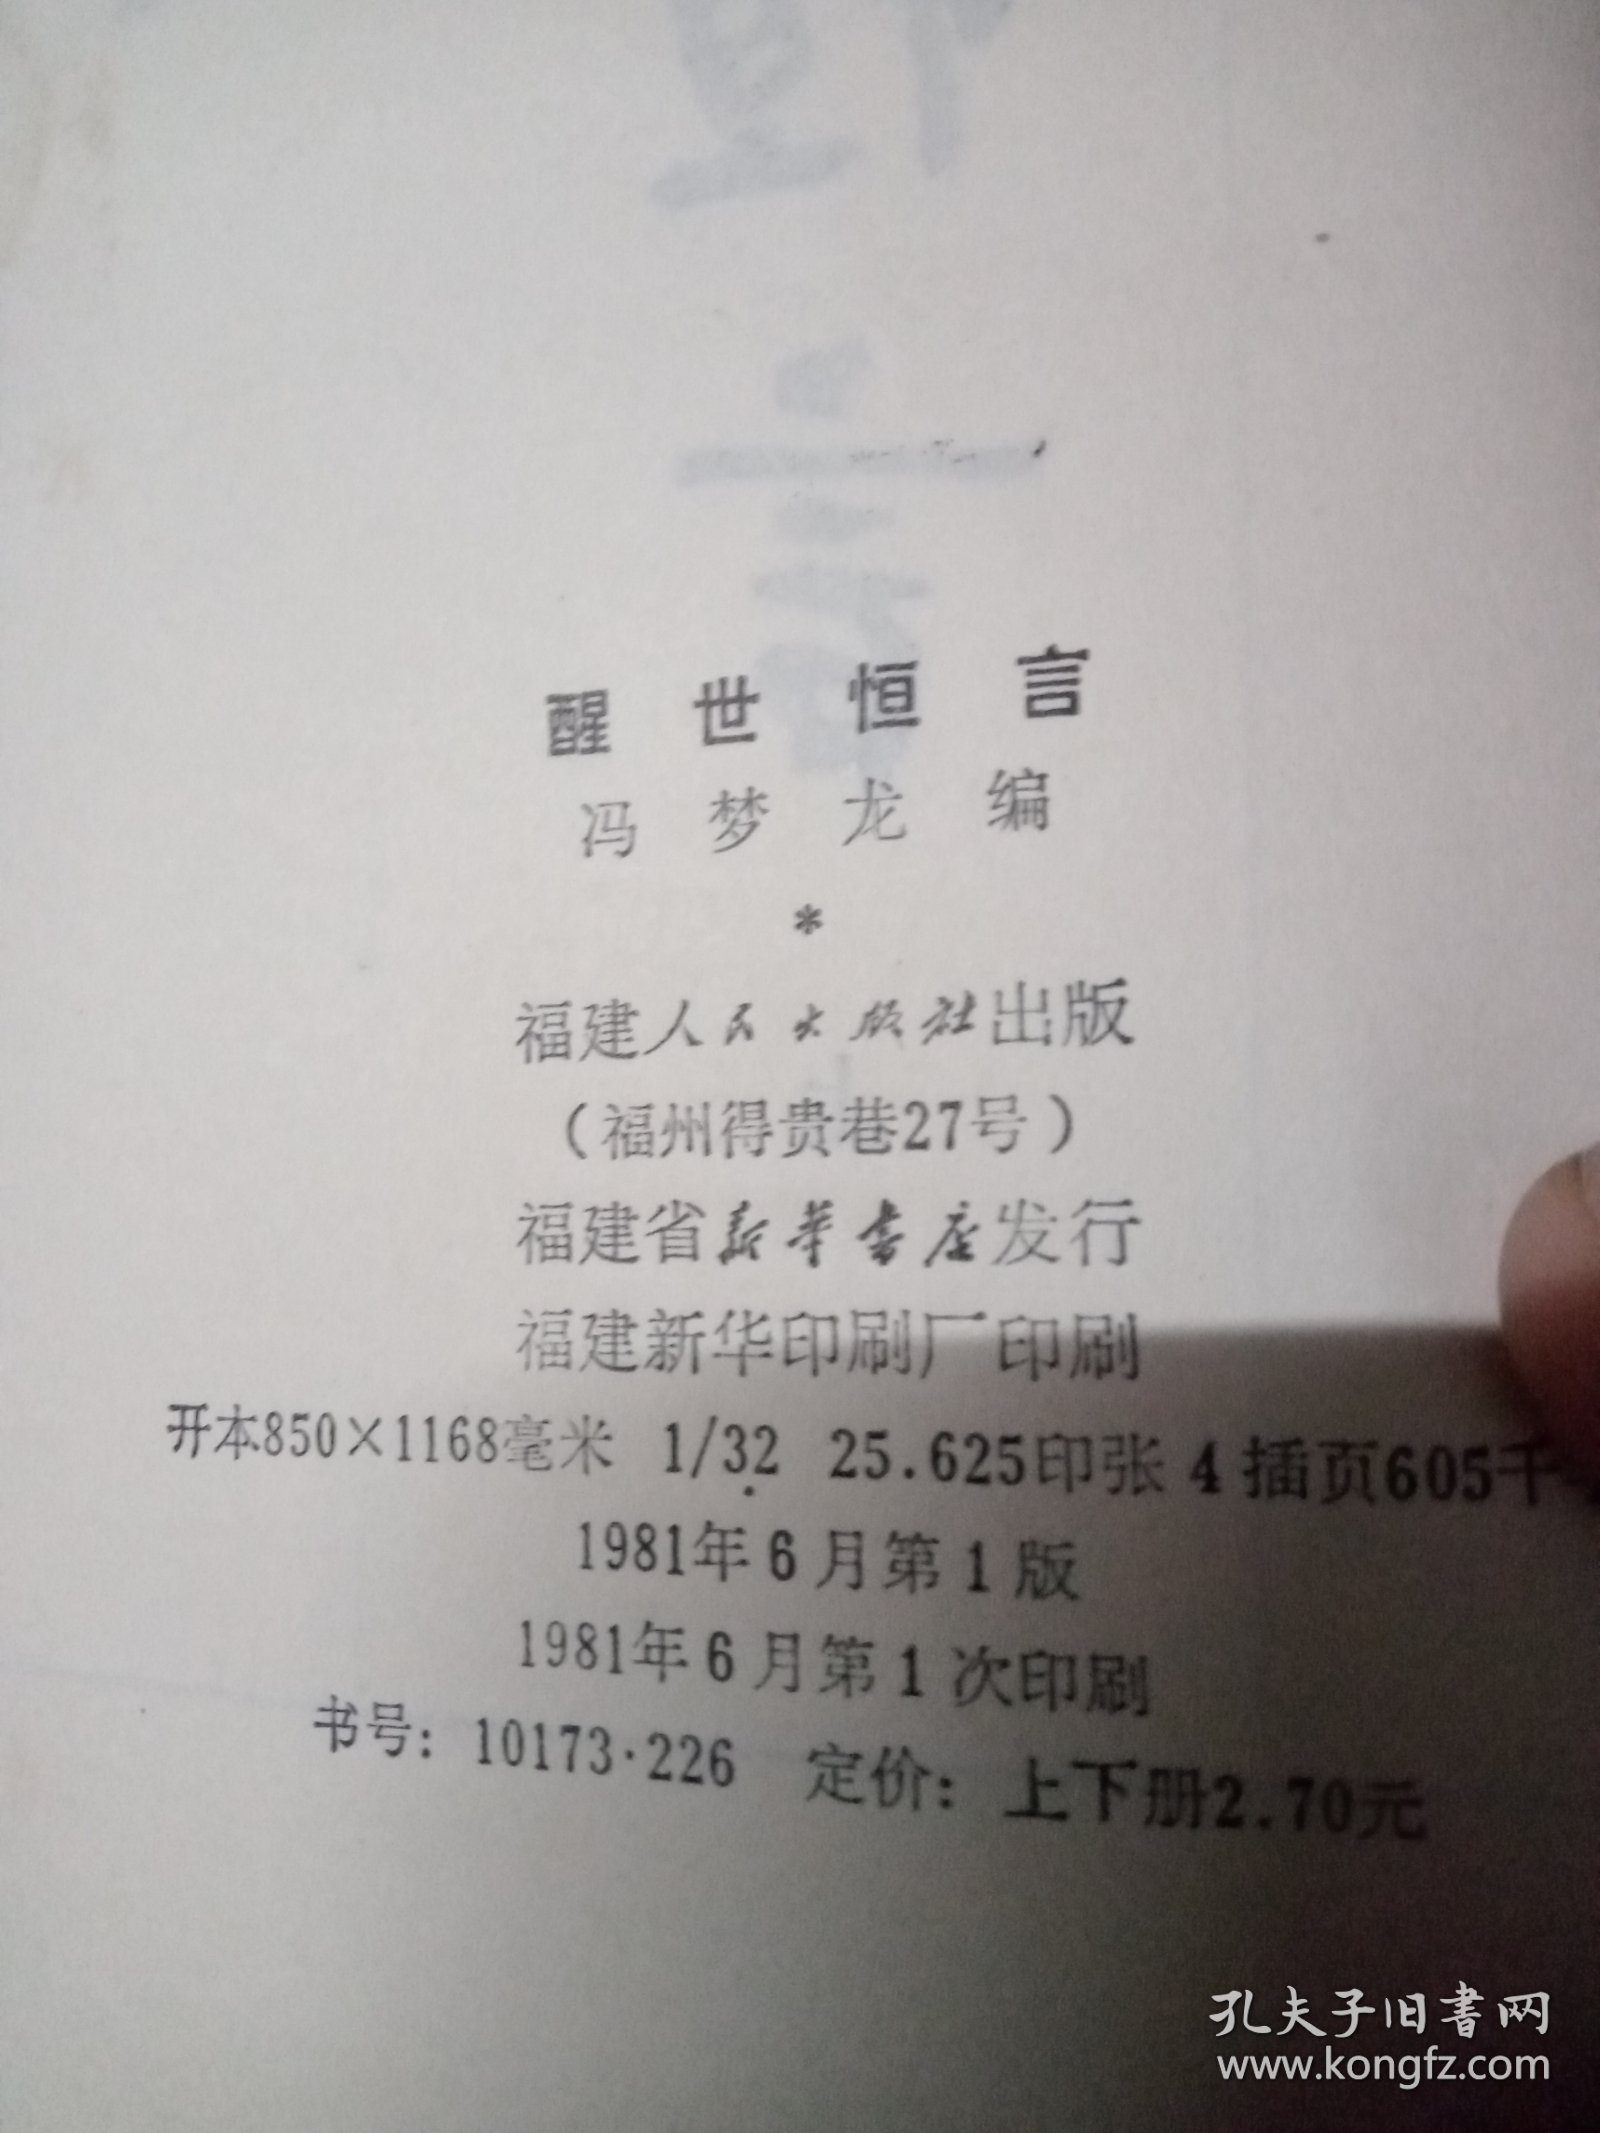 醒世恒言
冯梦龙编
*
福建人民出版社出版
(福州得贵巷27号)
福建省新华书店发行
福建新华印刷厂印刷
开本850×1168毫米 1/32 25.625印张 4 插页605千
1981年6月第1版
1981年6月第1次印刷
书号: 10173·226 定价: 上下册2.70元
孔夫子旧書网
www.kongfz.com